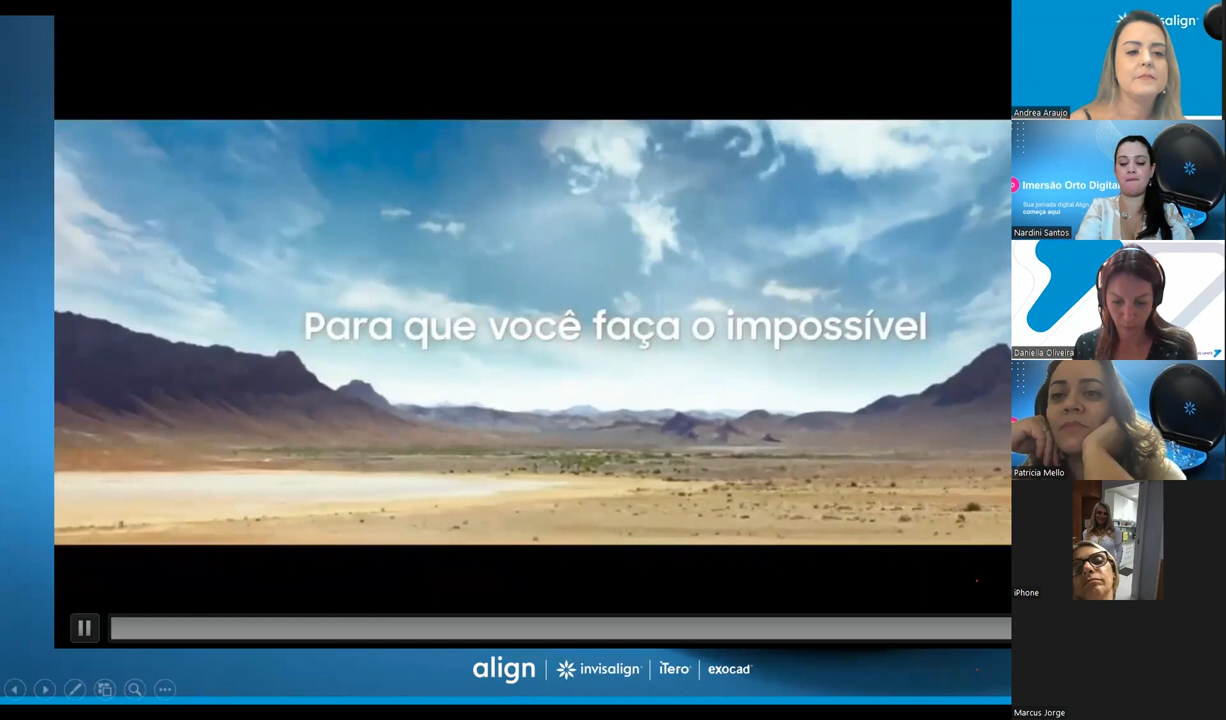 Para que você faça o impossível
align
invisalign
iTero
exocad
Andrea Araujo
Imersão Orto Digital
Sua jornada digital Align
começa aqui
Nardini Santos
Daniella Oliveira
Patricia Mello
iPhone
Marcus Jorge